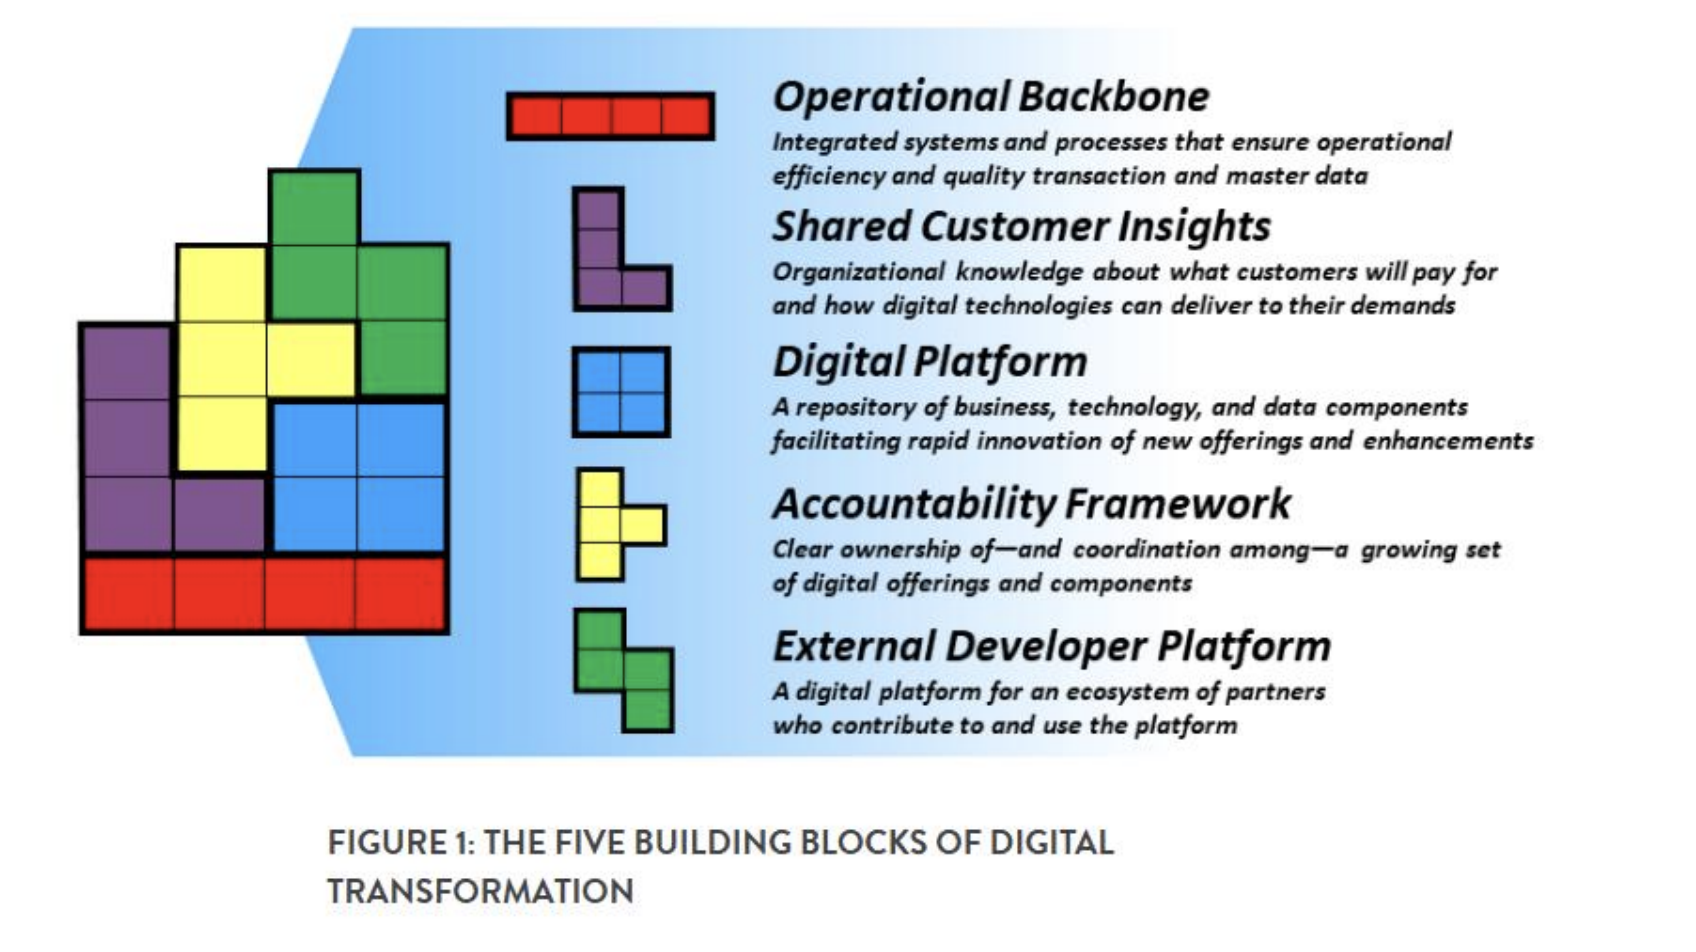 Operational Backbone
Integrated systems and processes that ensure operational
efficiency and quality transaction and master data
Shared Customer Insights
Organizational knowledge about what customers will pay for
and how digital technologies can deliver to their demands
Digital Platform
A repository of business, technology, and data components
facilitating rapid innovation of new offerings and enhancements
Accountability Framework
Clear ownership of—and coordination among—a growing set
of digital offerings and components
External Developer Platform
A digital platform for an ecosystem of partners
who contribute to and use the platform
FIGURE 1: THE FIVE BUILDING BLOCKS OF DIGITAL
TRANSFORMATION